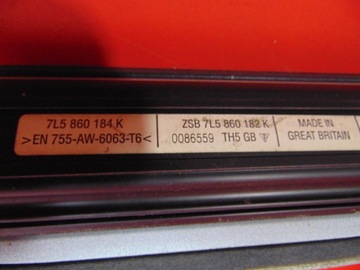 7L5 860 184 K
>EN 755-AW-6063-T6<
ZSB 7L5 860 182 K
0086559 TH5 GB
MADE IN
GREAT BRITAIN